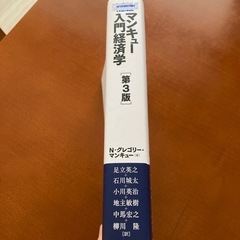 マンキュー
入門経済学
[第3版]
N・グレゴリー・
マンキュー
足立英之
石川城太
小川英治
地主敏樹
中馬宏之
柳川 隆
[訳]